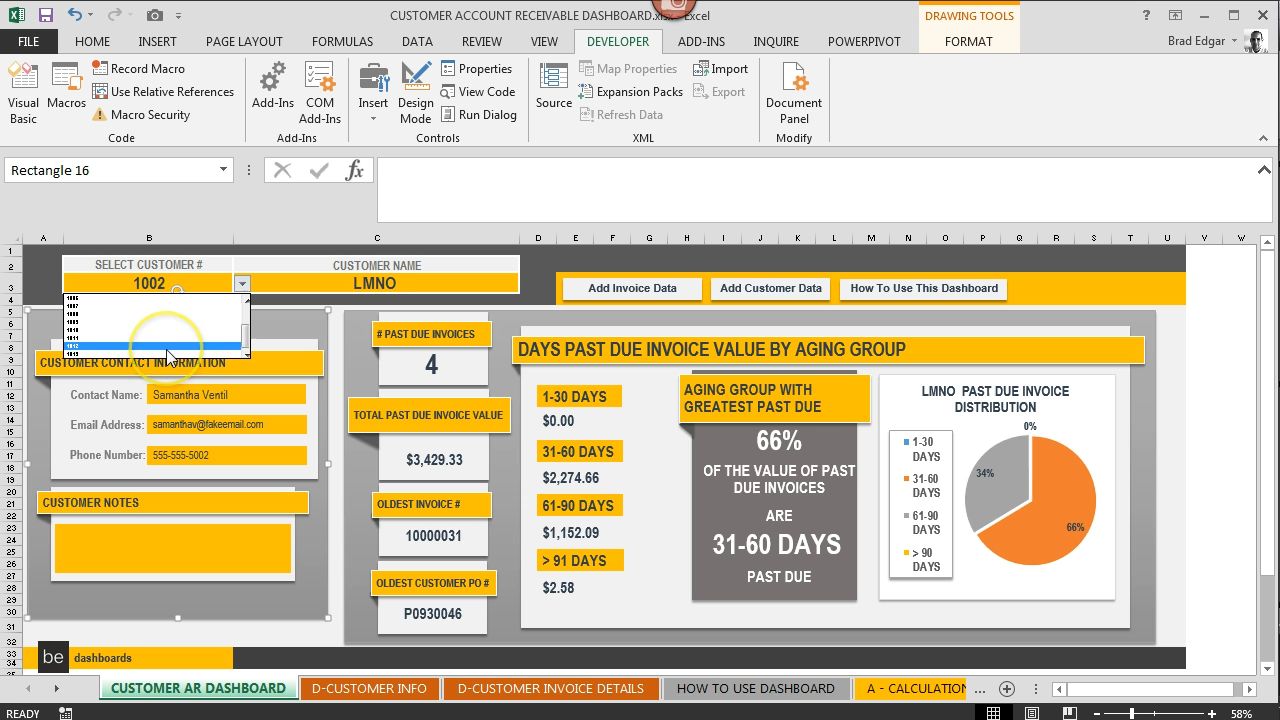 CUSTOMER ACCOUNT RECEIVABLE DASHBOARD.xlsx - Excel
DRAWING TOOLS
FILE HOME INSERT PAGE LAYOUT FORMULAS DATA REVIEW VIEW DEVELOPER ADD-INS INQUIRE POWERPIVOT FORMAT Brad Edgar
Visual Basic
Macros
Record Macro
Use Relative References
Macro Security
Code
Add-Ins
COM Add-Ins
Add-Ins
Insert
Design Mode
Properties
View Code
Run Dialog
Controls
Source
Map Properties
Expansion Packs
Refresh Data
Import
Export
XML
Document Panel
Modify
Rectangle 16
fx
A B C D E F G H I J K L M N O P Q R S T U V W
SELECT CUSTOMER #
CUSTOMER NAME
1002
LMNO
Add Invoice Data
Add Customer Data
How To Use This Dashboard
1006
1007
1008
1009
1010
1011
1012
1013
CUSTOMER CONTACT INFORMATION
Contact Name: Samantha Ventil
Email Address: samanthav@fakeemail.com
Phone Number: 555-555-5002
CUSTOMER NOTES
# PAST DUE INVOICES
4
TOTAL PAST DUE INVOICE VALUE
$3,429.33
OLDEST INVOICE #
10000031
OLDEST CUSTOMER PO #
P0930046
DAYS PAST DUE INVOICE VALUE BY AGING GROUP
1-30 DAYS
$0.00
31-60 DAYS
$2,274.66
61-90 DAYS
$1,152.09
> 91 DAYS
$2.58
AGING GROUP WITH
GREATEST PAST DUE
66%
OF THE VALUE OF PAST
DUE INVOICES
ARE
31-60 DAYS
PAST DUE
LMNO PAST DUE INVOICE
DISTRIBUTION
1-30
DAYS
31-60
DAYS
61-90
DAYS
> 90
DAYS
0%
34%
66%
be dashboards
CUSTOMER AR DASHBOARD D-CUSTOMER INFO D-CUSTOMER INVOICE DETAILS HOW TO USE DASHBOARD A - CALCULATION ...
READY
58%